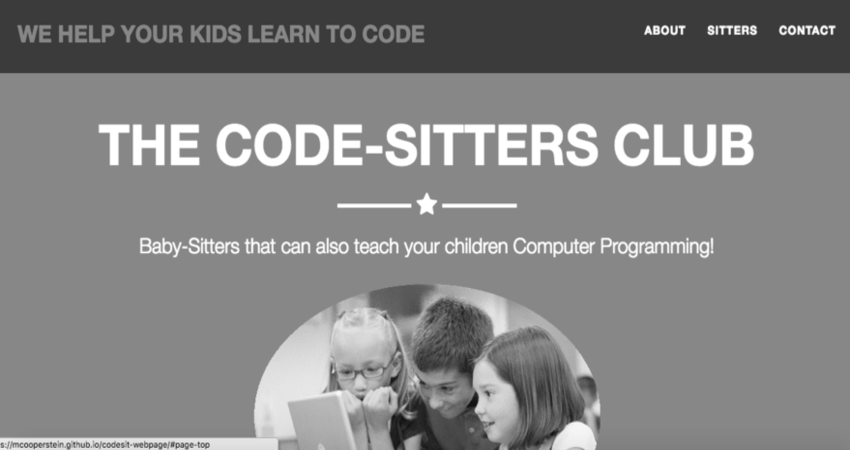 WE HELP YOUR KIDS LEARN TO CODE
ABOUT SITTERS CONTACT
THE CODE-SITTERS CLUB
Baby-Sitters that can also teach your children Computer Programming!
s://mcooperstein.github.io/codesit-webpage/#page-top